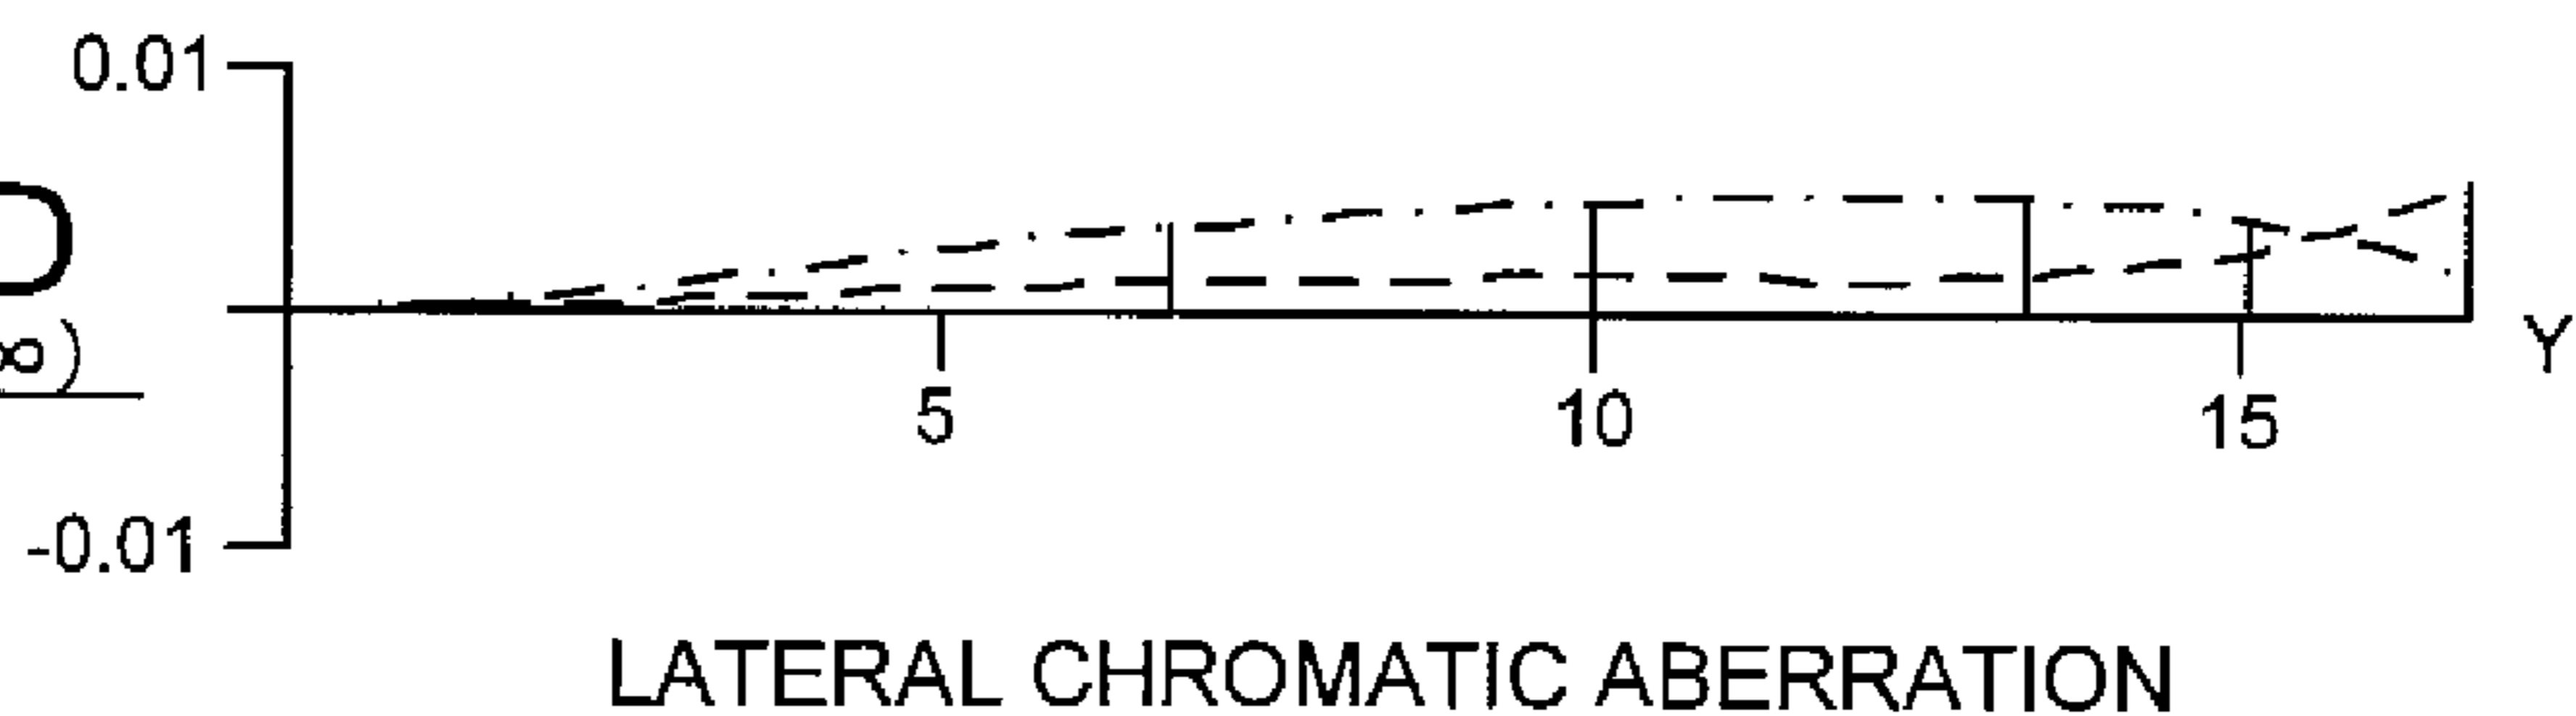 0.01
∞)
5 10 15 Y
-0.01
LATERAL CHROMATIC ABERRATION